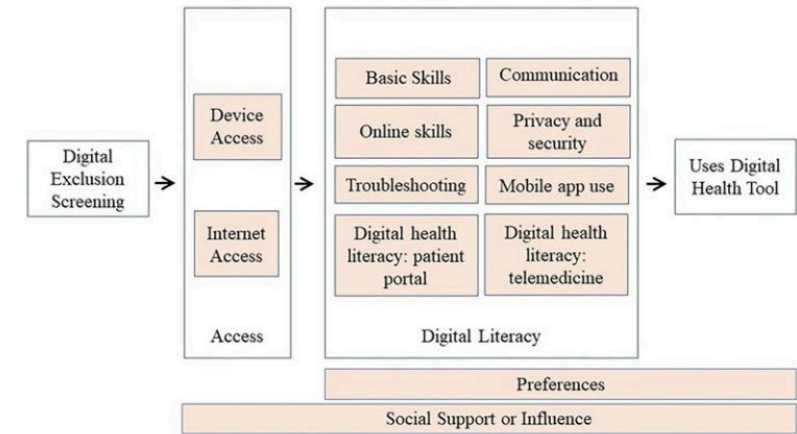 Digital
Exclusion
Screening
Device
Access
Internet
Access
Access
Basic Skills
Communication
Online skills
Privacy and
security
Troubleshooting
Mobile app use
Digital health
literacy: patient
portal
Digital health
literacy:
telemedicine
Digital Literacy
Uses Digital
Health Tool
Preferences
Social Support or Influence